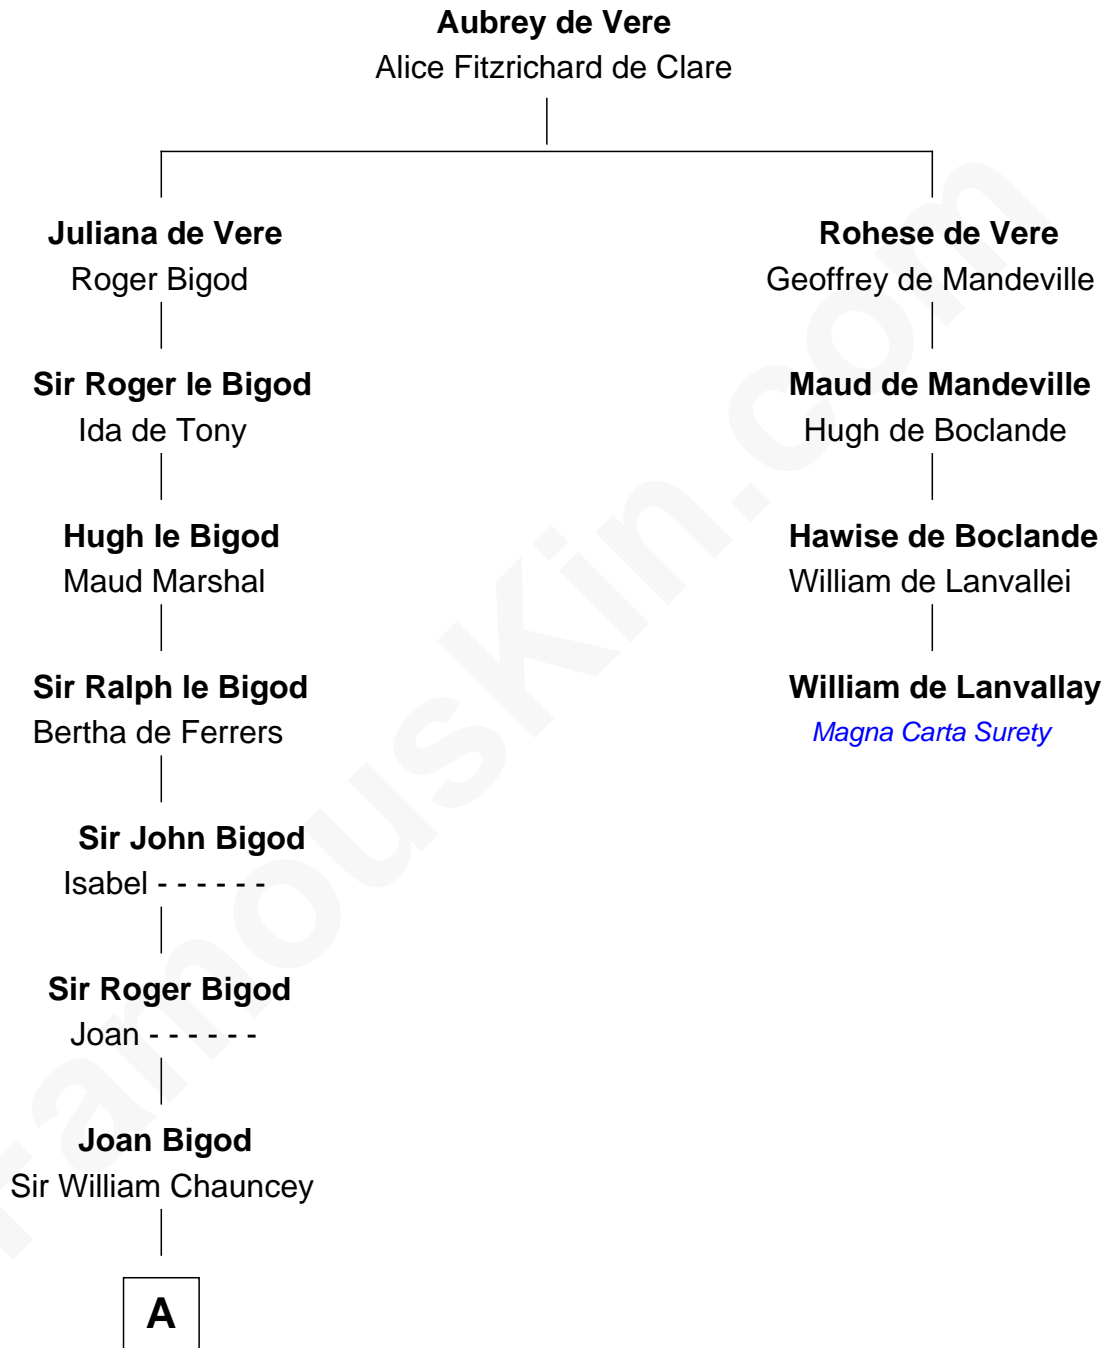 Aubrey de Vere
Alice Fitzrichard de Clare
Juliana de Vere
Roger Bigod
Rohese de Vere
Geoffrey de Mandeville
Sir Roger le Bigod
Ida de Tony
Maud de Mandeville
Hugh de Boclande
Hugh le Bigod
Maud Marshal
Hawise de Boclande
William de Lanvallei
Sir Ralph le Bigod
Bertha de Ferrers
William de Lanvallay
Magna Carta Surety
Sir John Bigod
Isabel - - - - - -
Sir Roger Bigod
Joan - - - - - -
Joan Bigod
Sir William Chauncey
A
FamousKin.com